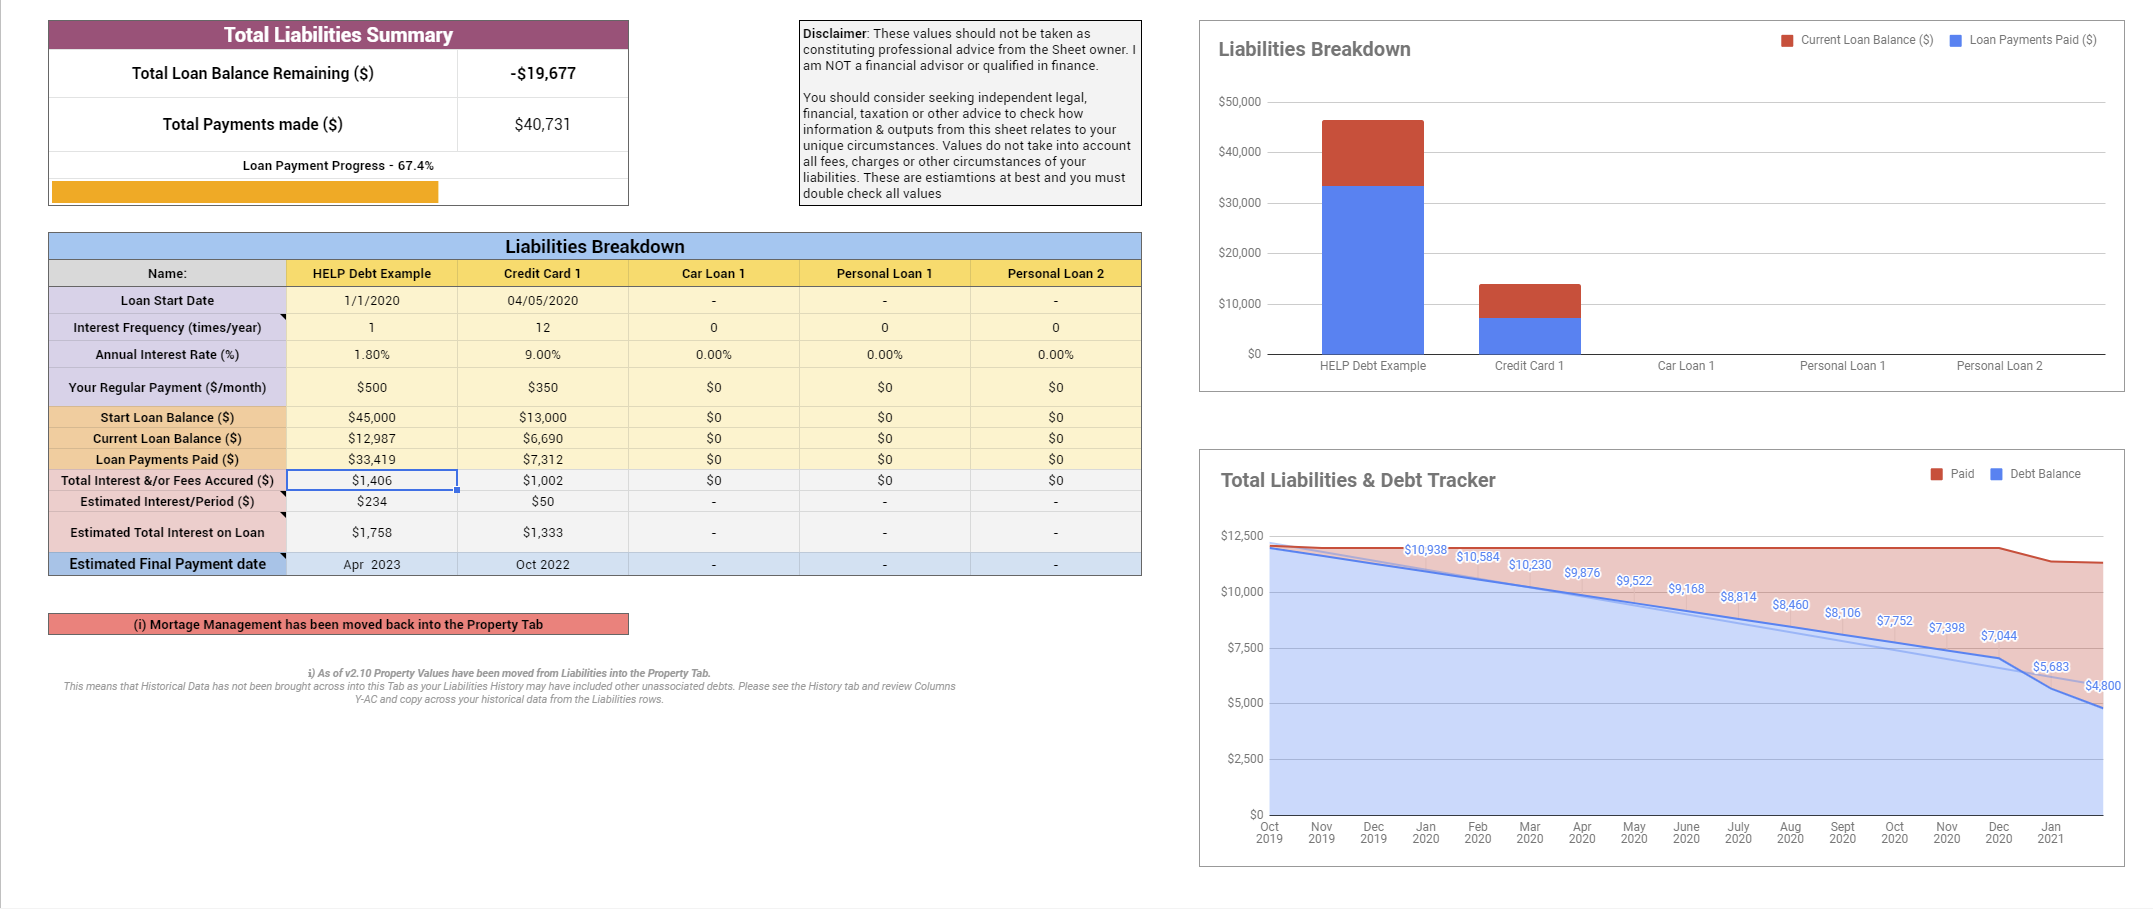 Total Liabilities Summary
Total Loan Balance Remaining ($) -$19,677
Total Payments made ($) $40,731
Loan Payment Progress - 67.4%
Disclaimer: These values should not be taken as
constituting professional advice from the Sheet owner. I
am NOT a financial advisor or qualified in finance.
You should consider seeking independent legal,
financial, taxation or other advice to check how
information & outputs from this sheet relates to your
unique circumstances. Values do not take into account
all fees, charges or other circumstances of your
liabilities. These are estiamtions at best and you must
double check all values
Liabilities Breakdown
Name: HELP Debt Example Credit Card 1 Car Loan 1 Personal Loan 1 Personal Loan 2
Loan Start Date 1/1/2020 04/05/2020 - - -
Interest Frequency (times/year) 1 12 0 0 0
Annual Interest Rate (%) 1.80% 9.00% 0.00% 0.00% 0.00%
Your Regular Payment ($/month) $500 $350 $0 $0 $0
Start Loan Balance ($) $45,000 $13,000 $0 $0 $0
Current Loan Balance ($) $12,987 $6,690 $0 $0 $0
Loan Payments Paid ($) $33,419 $7,312 $0 $0 $0
Total Interest &/or Fees Accured ($) $1,406 $1,002 $0 $0 $0
Estimated Interest/Period ($) $234 $50 - - -
Estimated Total Interest on Loan $1,758 $1,333 - - -
Estimated Final Payment date Apr 2023 Oct 2022 - - -
(i) Mortage Management has been moved back into the Property Tab
i) As of v2.10 Property Values have been moved from Liabilities into the Property Tab.
This means that Historical Data has not been brought across into this Tab as your Liabilities History may have included other unassociated debts. Please see the History tab and review Columns
Y-AC and copy across your historical data from the Liabilities rows.
Liabilities Breakdown
Current Loan Balance ($) Loan Payments Paid ($)
$50,000
$40,000
$30,000
$20,000
$10,000
$0
HELP Debt Example Credit Card 1 Car Loan 1 Personal Loan 1 Personal Loan 2
Total Liabilities & Debt Tracker
Paid Debt Balance
$12,500
$10,000
$7,500
$5,000
$2,500
$0
$10,938 $10,584 $10,230 $9,876 $9,522 $9,168 $8,814 $8,460 $8,106 $7,752 $7,398 $7,044 $5,683 $4,800
Oct Nov Dec Jan Feb Mar Apr May June July Aug Sept Oct Nov Dec Jan
2019 2019 2019 2020 2020 2020 2020 2020 2020 2020 2020 2020 2020 2020 2020 2021